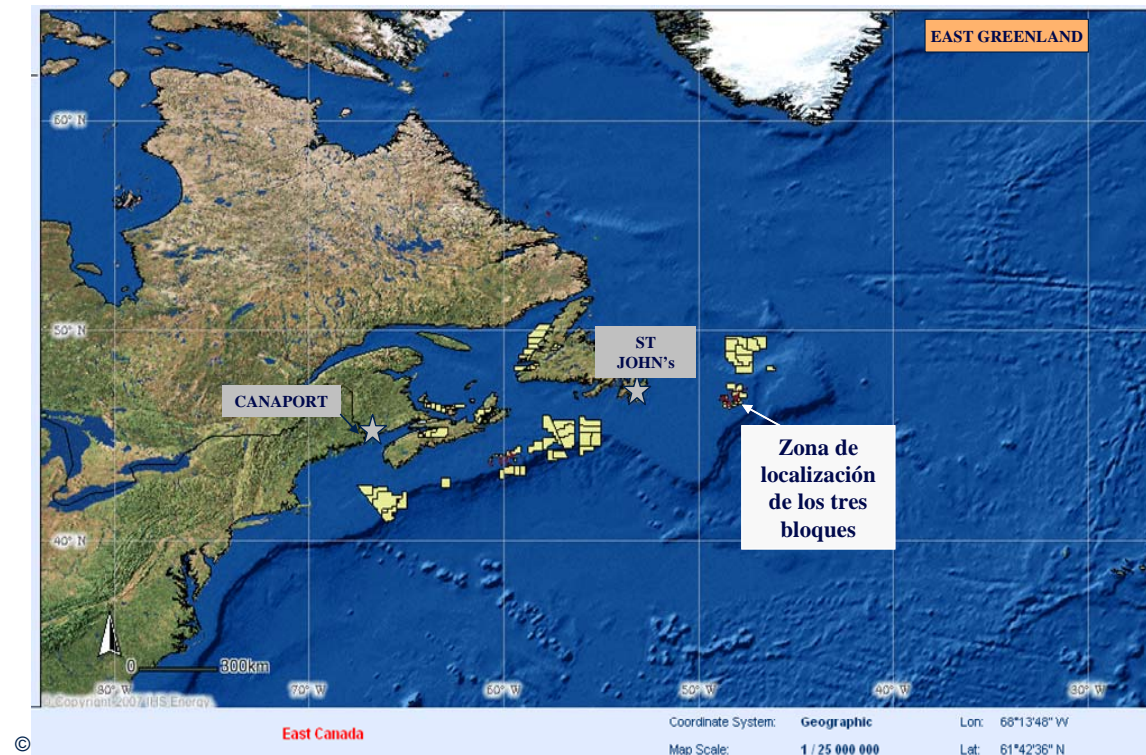 EAST GREENLAND
60° N
50° N
ST
JOHN's
CANAPORT
Zona de
localización
de los tres
bloques
40° N
0 300km
80° W 70° W 60° W 50° W 40° W 30° W
© Copyright 2007 IHS Energy
East Canada
Coordinate System: Geographic Lon: 68°13'48" W
©
Map Scale: 1 / 25 000 000 Lat: 61°42'36" N